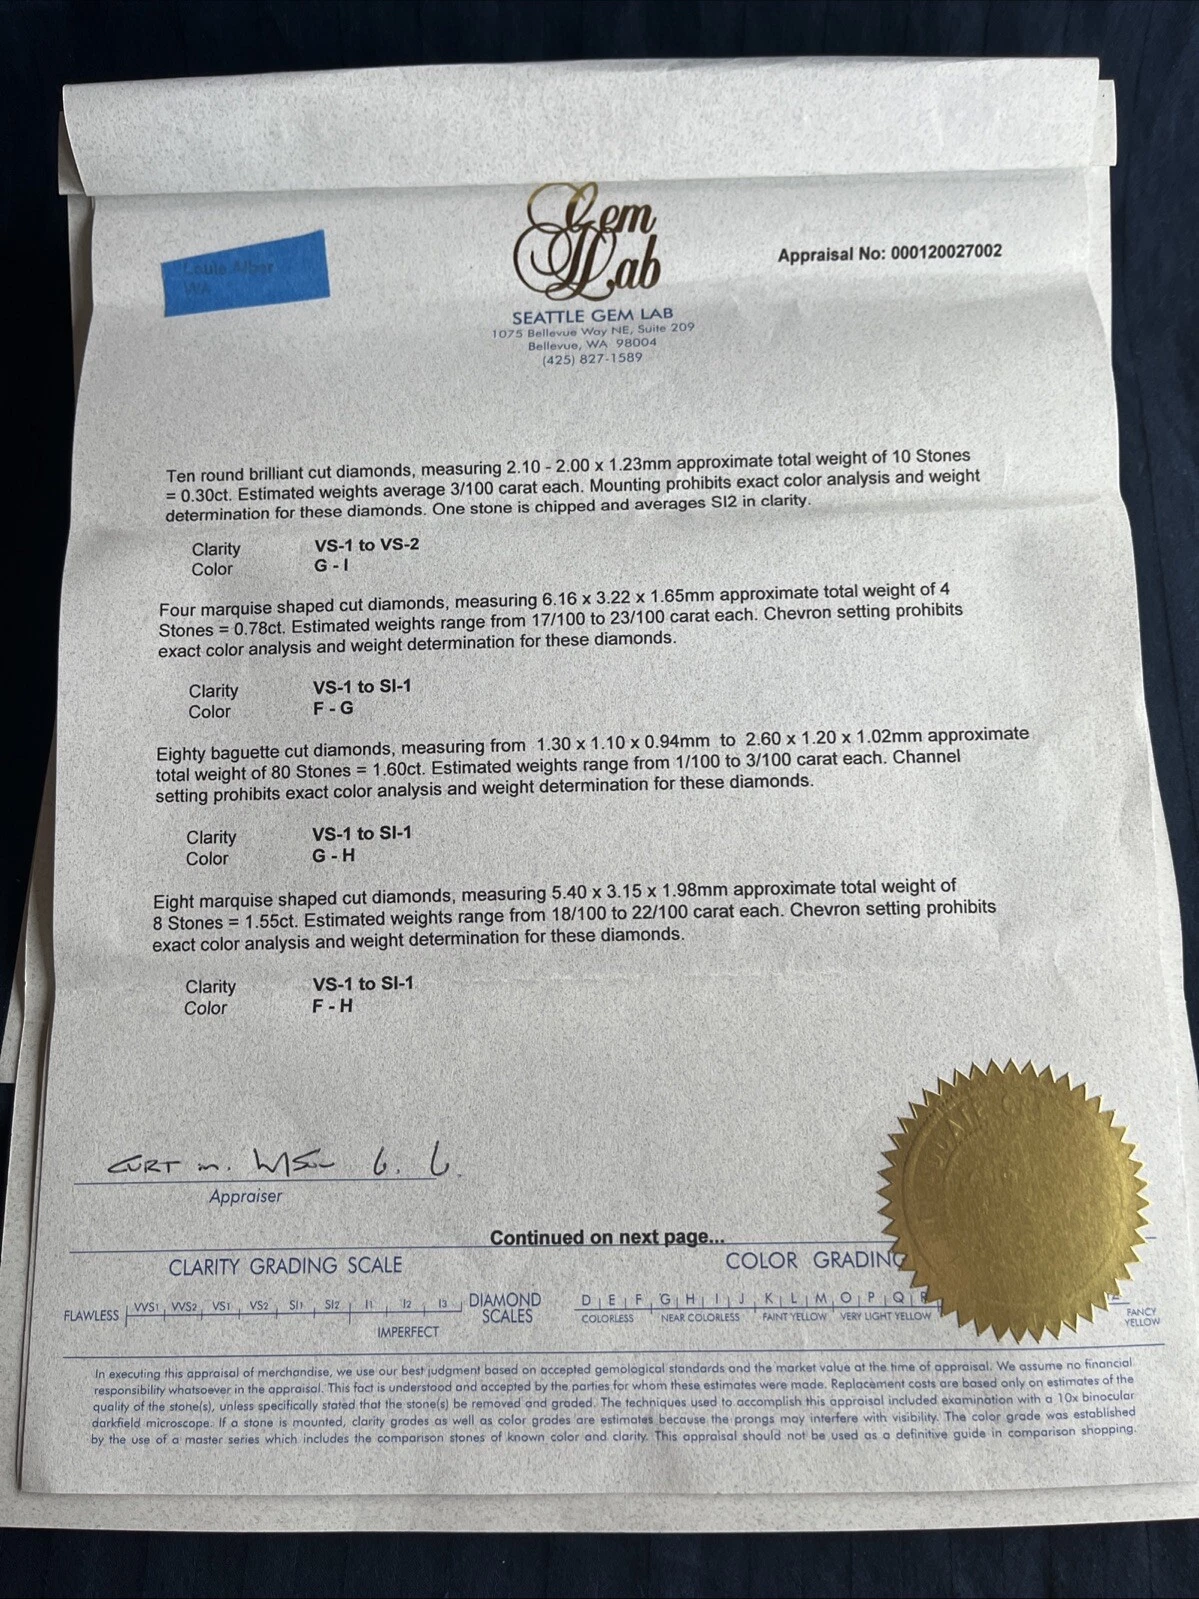 Gem
Lab
Appraisal No: 000120027002
SEATTLE GEM LAB
1075 Bellevue Way NE, Suite 209
Bellevue, WA 98004
(425) 827-1589
WA
Ten round brilliant cut diamonds, measuring 2.10 - 2.00 x 1.23mm approximate total weight of 10 Stones
= 0.30ct. Estimated weights average 3/100 carat each. Mounting prohibits exact color analysis and weight
determination for these diamonds. One stone is chipped and averages SI2 in clarity.
Clarity VS-1 to VS-2
Color G - I
Four marquise shaped cut diamonds, measuring 6.16 x 3.22 x 1.65mm approximate total weight of 4
Stones = 0.78ct. Estimated weights range from 17/100 to 23/100 carat each. Chevron setting prohibits
exact color analysis and weight determination for these diamonds.
Clarity VS-1 to SI-1
Color F - G
Eighty baguette cut diamonds, measuring from 1.30 x 1.10 x 0.94mm to 2.60 x 1.20 x 1.02mm approximate
total weight of 80 Stones = 1.60ct. Estimated weights range from 1/100 to 3/100 carat each. Channel
setting prohibits exact color analysis and weight determination for these diamonds.
Clarity VS-1 to SI-1
Color G - H
Eight marquise shaped cut diamonds, measuring 5.40 x 3.15 x 1.98mm approximate total weight of
8 Stones = 1.55ct. Estimated weights range from 18/100 to 22/100 carat each. Chevron setting prohibits
exact color analysis and weight determination for these diamonds.
Clarity VS-1 to SI-1
Color F - H
CURT m.
Appraiser
Continued on next page...
CLARITY GRADING SCALE
COLOR GRADING
FLAWLESS VVS1 VVS2 VS1 VS2 SI1 SI2 I1 I2 I3
IMPERFECT
DIAMOND
SCALES
D E F G H I J K L M O P Q R
COLORLESS NEAR COLORLESS FAINT YELLOW VERY LIGHT YELLOW
FANCY
YELLOW
In executing this appraisal of merchandise, we use our best judgment based on accepted gemological standards and the market value at the time of appraisal. We assume no financial
responsibility whatsoever in the appraisal. This fact is understood and accepted by the parties for whom these estimates were made. Replacement costs are based only on estimates of the
quality of the stone(s), unless specifically stated that the stone(s) be removed and graded. The techniques used to accomplish this appraisal included examination with a 10x binocular
darkfield microscope. If a stone is mounted, clarity grades as well as color grades are estimates because the prongs may interfere with visibility. The color grade was established
by the use of a master series which includes the comparison stones of known color and clarity. This appraisal should not be used as a definitive guide in comparison shopping.